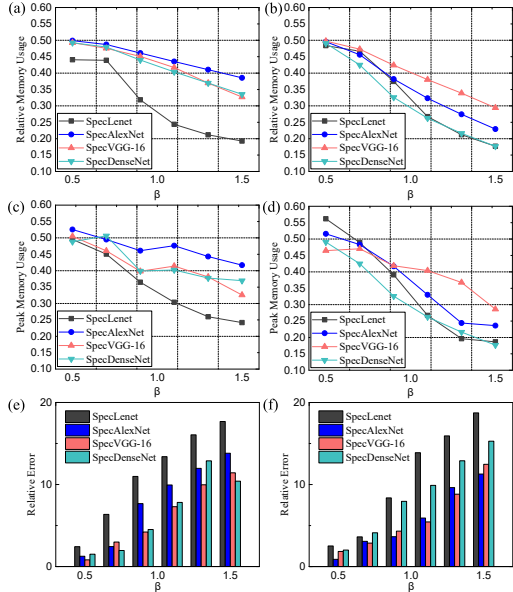 (a)
0.60
0.55
0.50
0.45
0.40
0.35
0.30
0.25
0.20
0.15
0.10
Relative Memory Usage
SpecLenet
SpecAlexNet
SpecVGG-16
SpecDenseNet
0.5
1.0
1.5
β
(b)
0.60
0.55
0.50
0.45
0.40
0.35
0.30
0.25
0.20
0.15
0.10
Relative Memory Usage
SpecLenet
SpecAlexNet
SpecVGG-16
SpecDenseNet
0.5
1.0
1.5
β
(c)
0.60
0.55
0.50
0.45
0.40
0.35
0.30
0.25
0.20
0.15
0.10
Peak Memory Usage
SpecLenet
SpecAlexNet
SpecVGG-16
SpecDenseNet
0.5
1.0
1.5
β
(d)
0.60
0.55
0.50
0.45
0.40
0.35
0.30
0.25
0.20
0.15
0.10
Peak Memory Usage
SpecLenet
SpecAlexNet
SpecVGG-16
SpecDenseNet
0.5
1.0
1.5
β
(e)
20
10
0
Relative Error
SpecLenet
SpecAlexNet
SpecVGG-16
SpecDenseNet
0.5
1.0
1.5
β
(f)
20
10
0
Relative Error
SpecLenet
SpecAlexNet
SpecVGG-16
SpecDenseNet
0.5
1.0
1.5
β